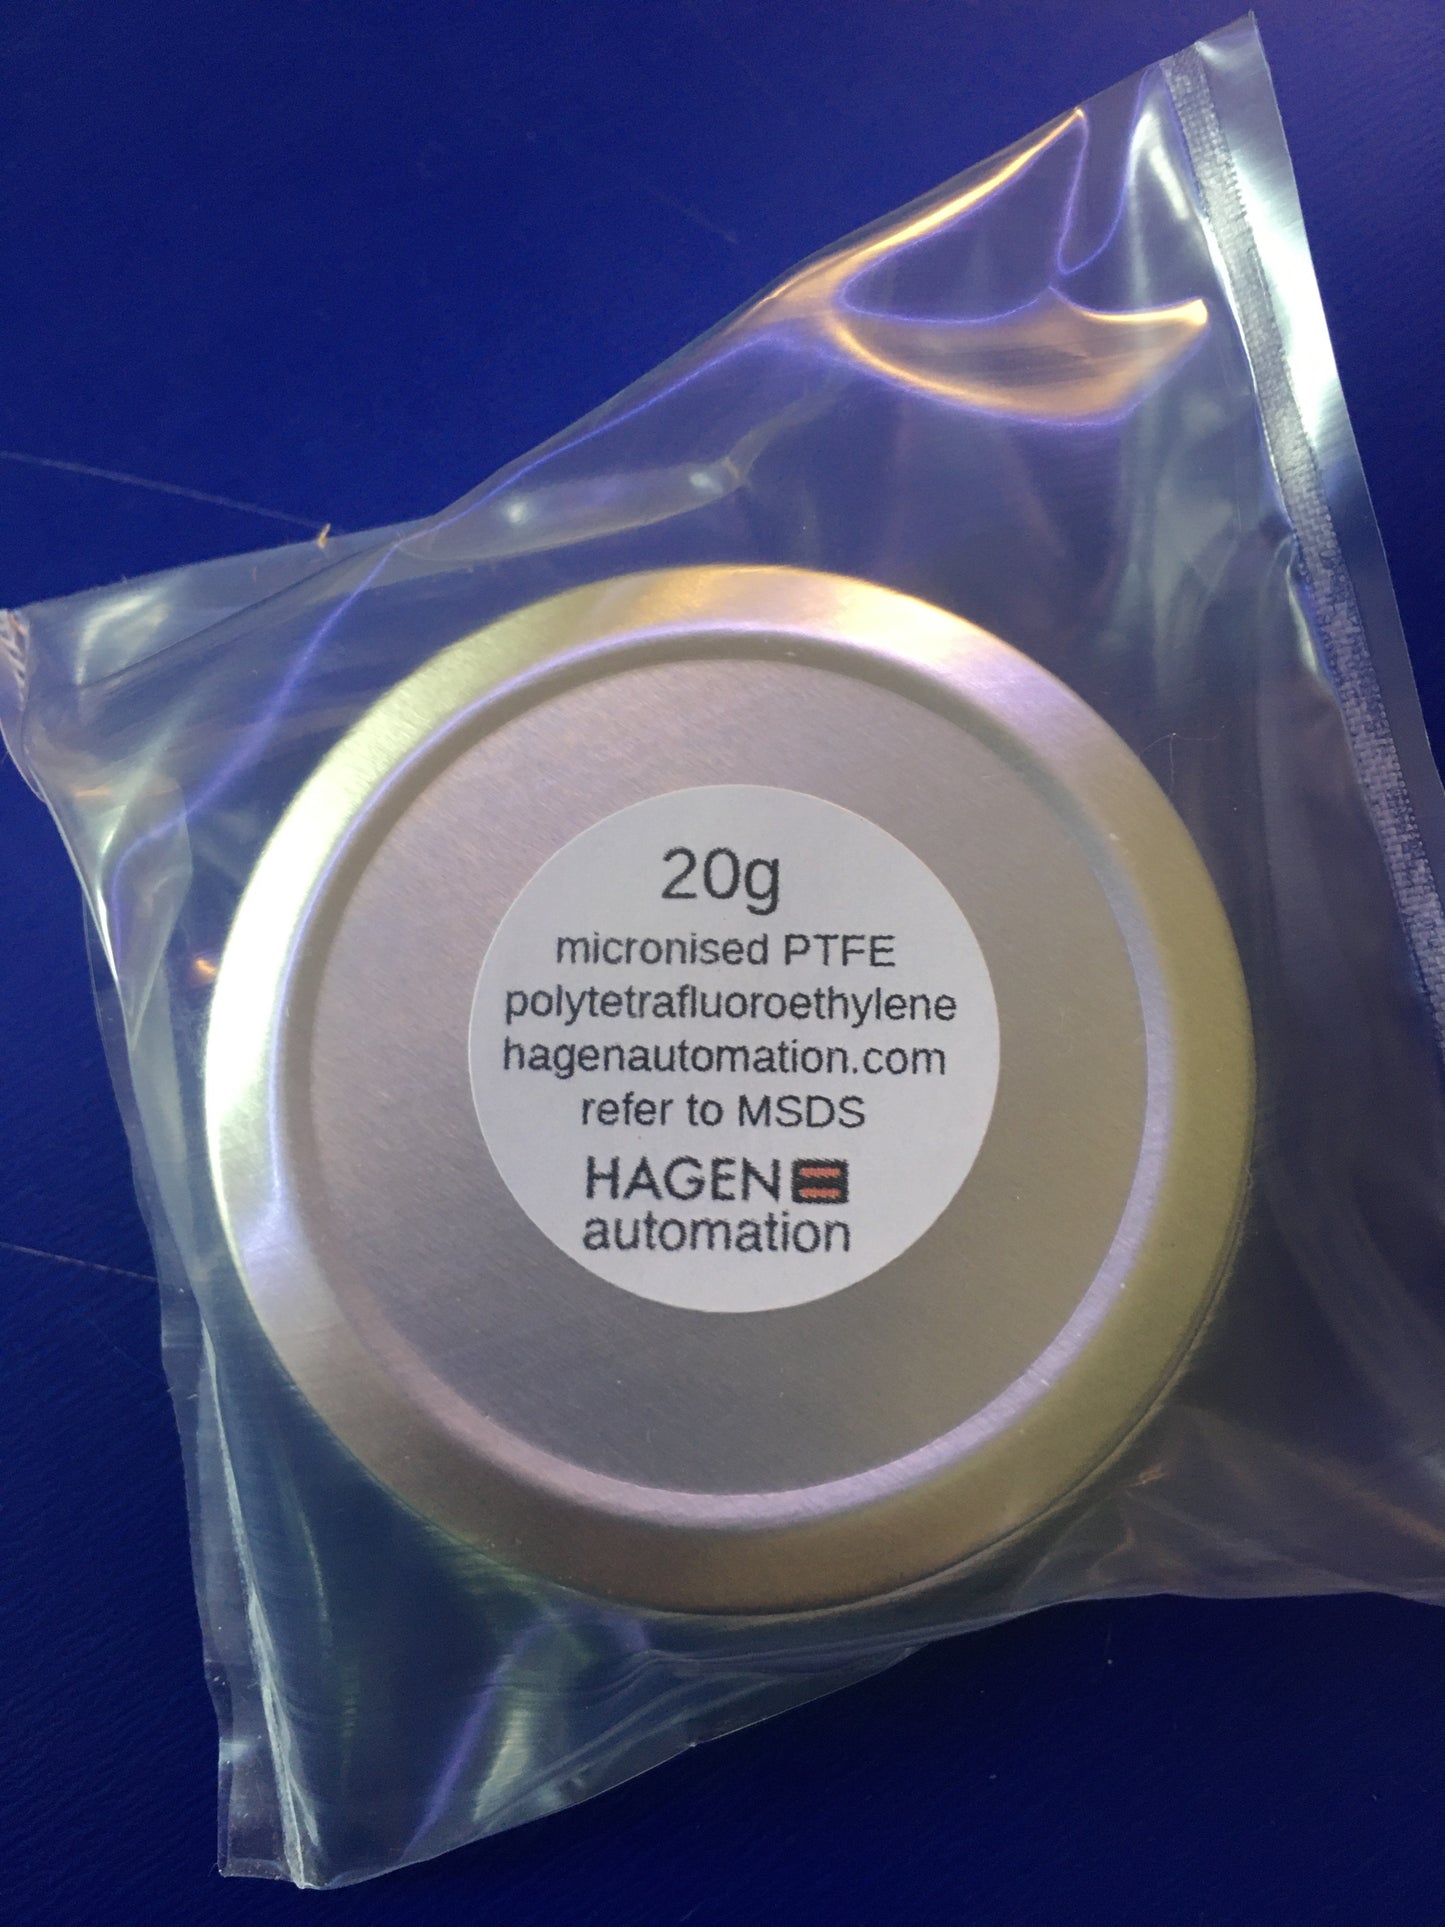 20g
micronised PTFE
polytetrafluoroethylene
hagenautomation.com
refer to MSDS
HAGEN
automation